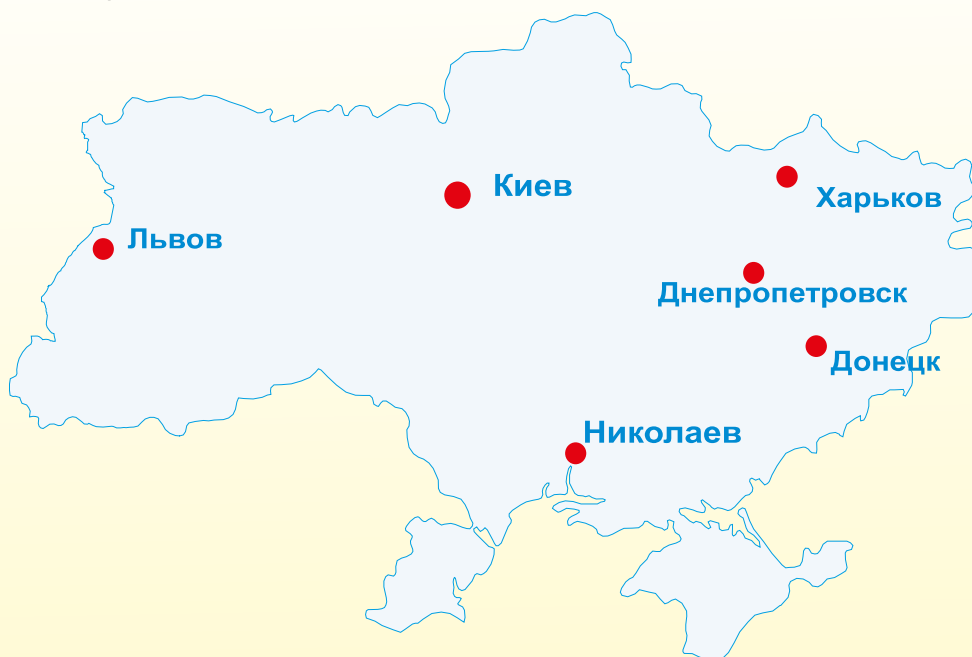 Киев
Харьков
Львов
Днепропетровск
Донецк
Николаев